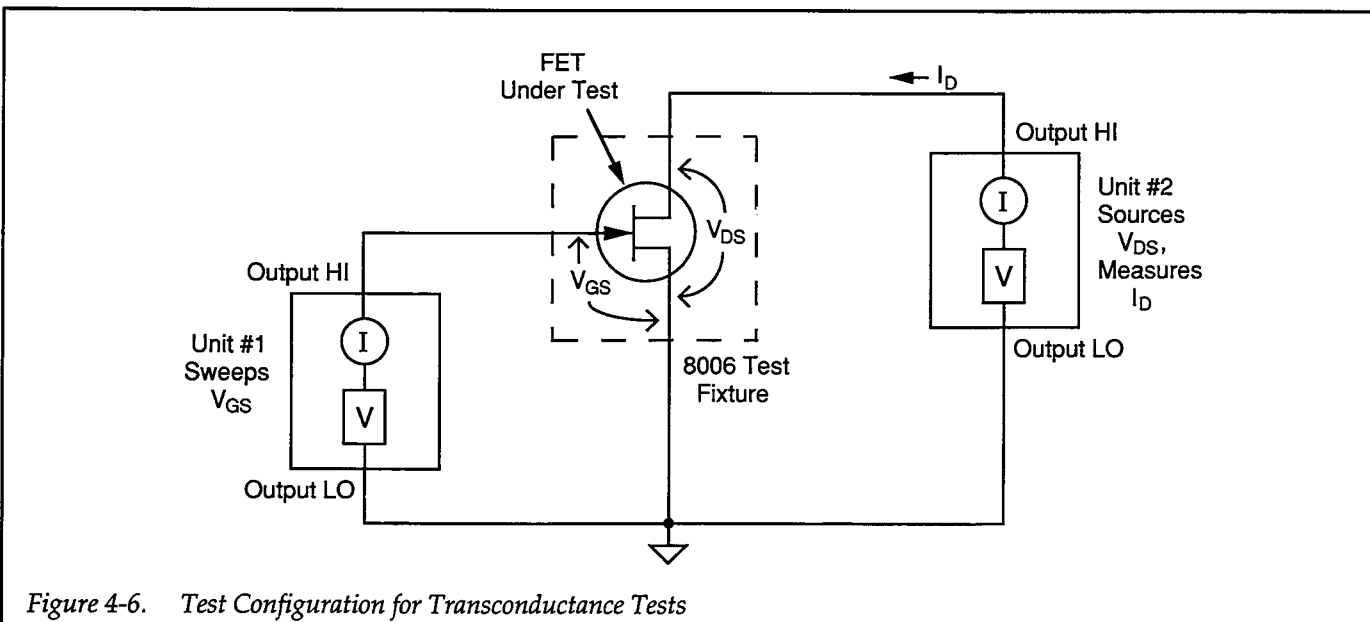 FET
Under Test
I_D
Output HI
Unit #2
Sources
V_DS,
Measures
I_D
I
V
Output LO
V_DS
V_GS
8006 Test
Fixture
Output HI
Unit #1
Sweeps
V_GS
I
V
Output LO
Figure 4-6. Test Configuration for Transconductance Tests